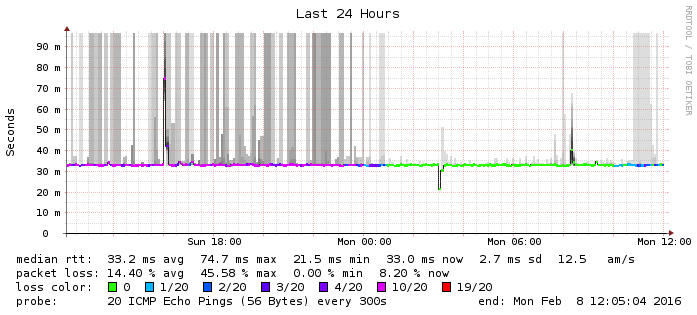 Last 24 Hours
RRDTOOL / TOBI OETIKER
Seconds
90 m
80 m
70 m
60 m
50 m
40 m
30 m
20 m
10 m
0
Sun 18:00 Mon 00:00 Mon 06:00 Mon 12:00
median rtt: 33.2 ms avg 74.7 ms max 21.5 ms min 33.0 ms now 2.7 ms sd 12.5 am/s
packet loss: 14.40 % avg 45.58 % max 0.00 % min 8.20 % now
loss color: 0 1/20 2/20 3/20 4/20 10/20 19/20
probe: 20 ICMP Echo Pings (56 Bytes) every 300s end: Mon Feb 8 12:05:04 2016